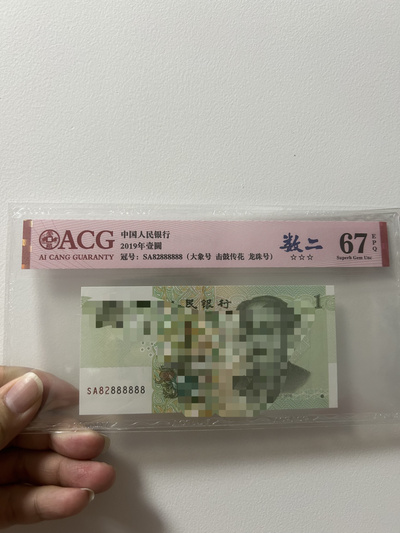 ACG
AI CANG GUARANTY
中国人民银行
2019年壹圆
冠号：SA82888888（大象号 击鼓传花 龙珠号）
数二
☆☆☆
67
EPQ
Superb Gem Unc
民银行
1
SA82888888